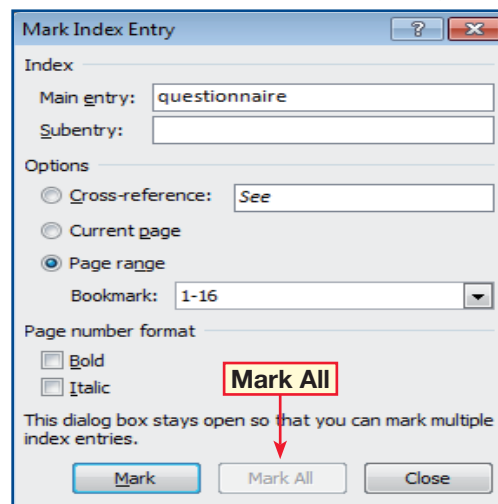 Mark Index Entry
Index
Main entry: questionnaire
Subentry:
Options
Cross-reference: See
Current page
Page range
Bookmark: 1-16
Page number format
Bold
Italic
Mark All
This dialog box stays open so that you can mark multiple
index entries.
Mark Mark All Close